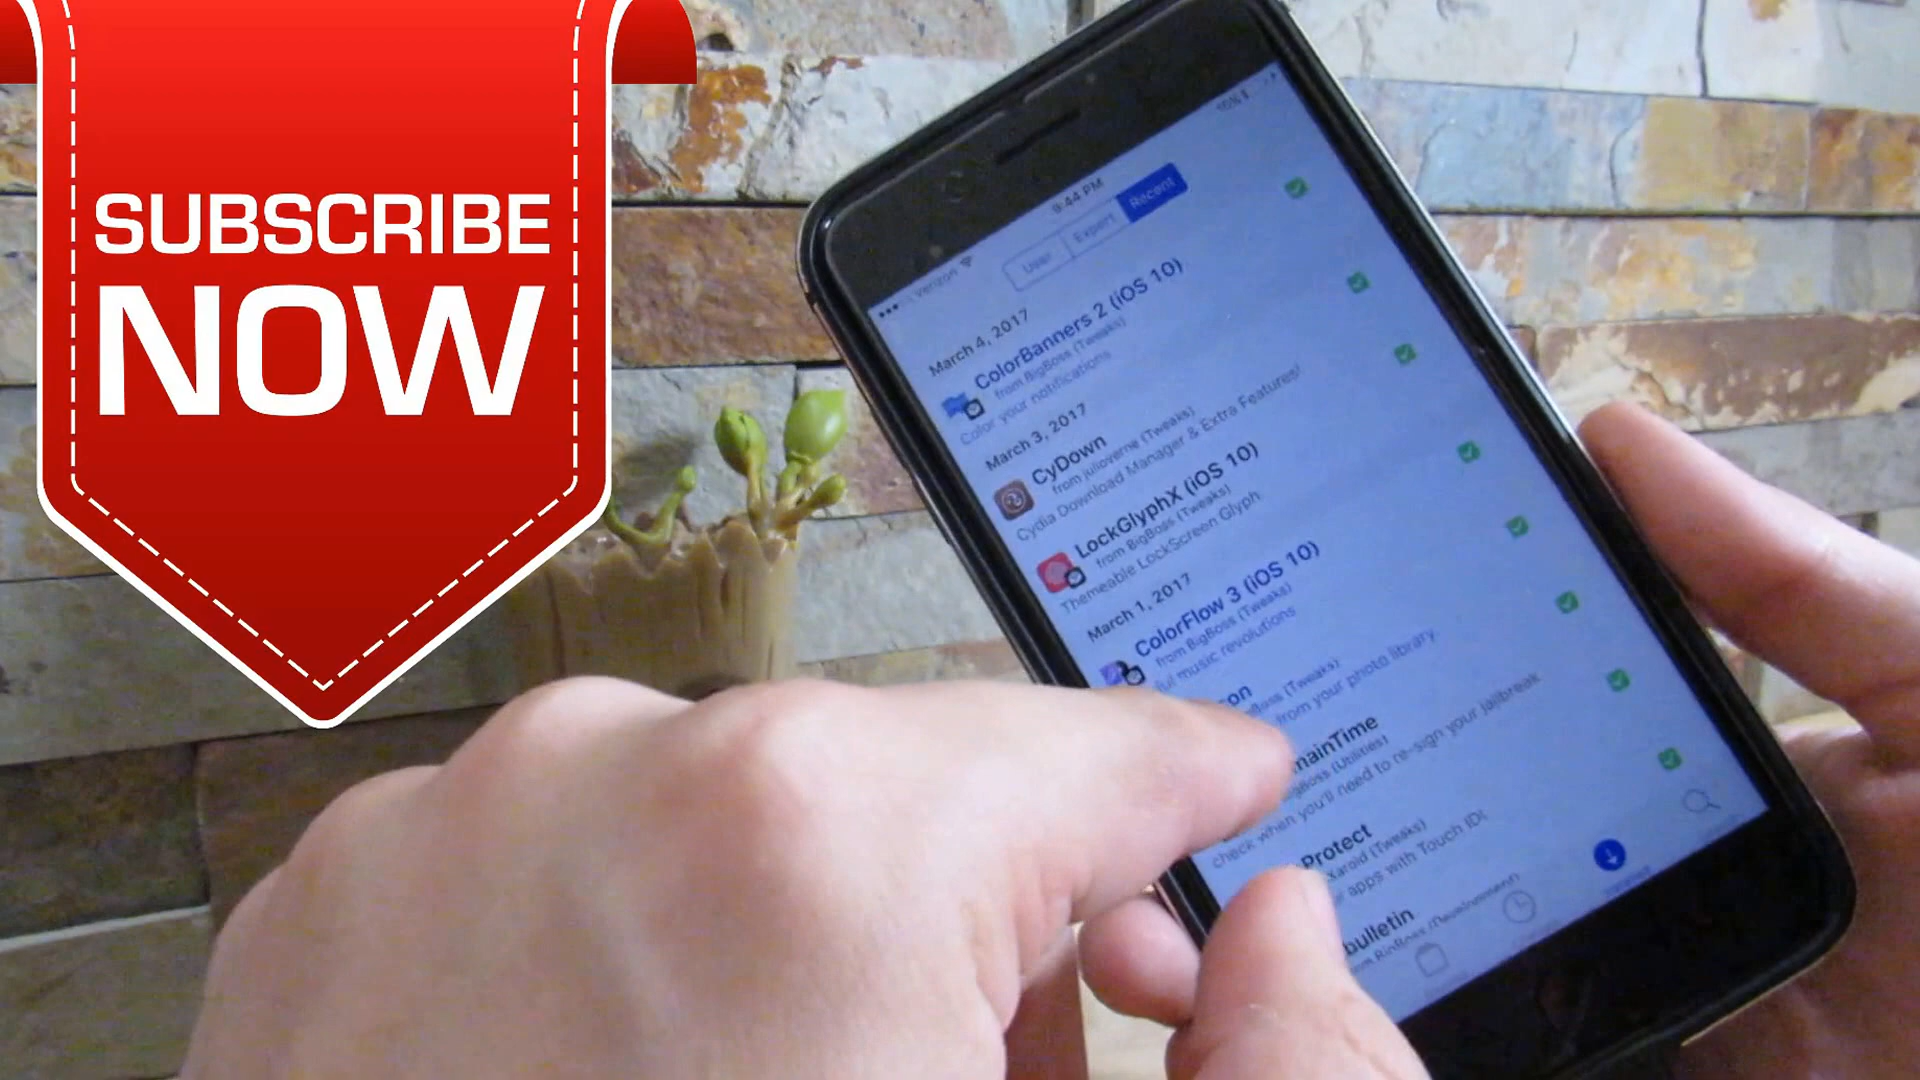 SUBSCRIBE
NOW
verizon
9:44 PM
User
Expert
Recent
March 4, 2017
ColorBanners 2 (iOS 10)
from BigBoss (Tweaks)
Color your notifications
March 3, 2017
CyDown
from julioverne (Tweaks)
Cydia Download Manager & Extra Features!
LockGlyphX (iOS 10)
from BigBoss (Tweaks)
Themeable LockScreen Glyph
March 1, 2017
ColorFlow 3 (iOS 10)
from BigBoss (Tweaks)
music revolutions
(Tweaks)
from your photo library
(Utilities)
check when you'll need to re-sign your jailbreak
Protect
(Tweaks)
apps with Touch ID!
bulletin